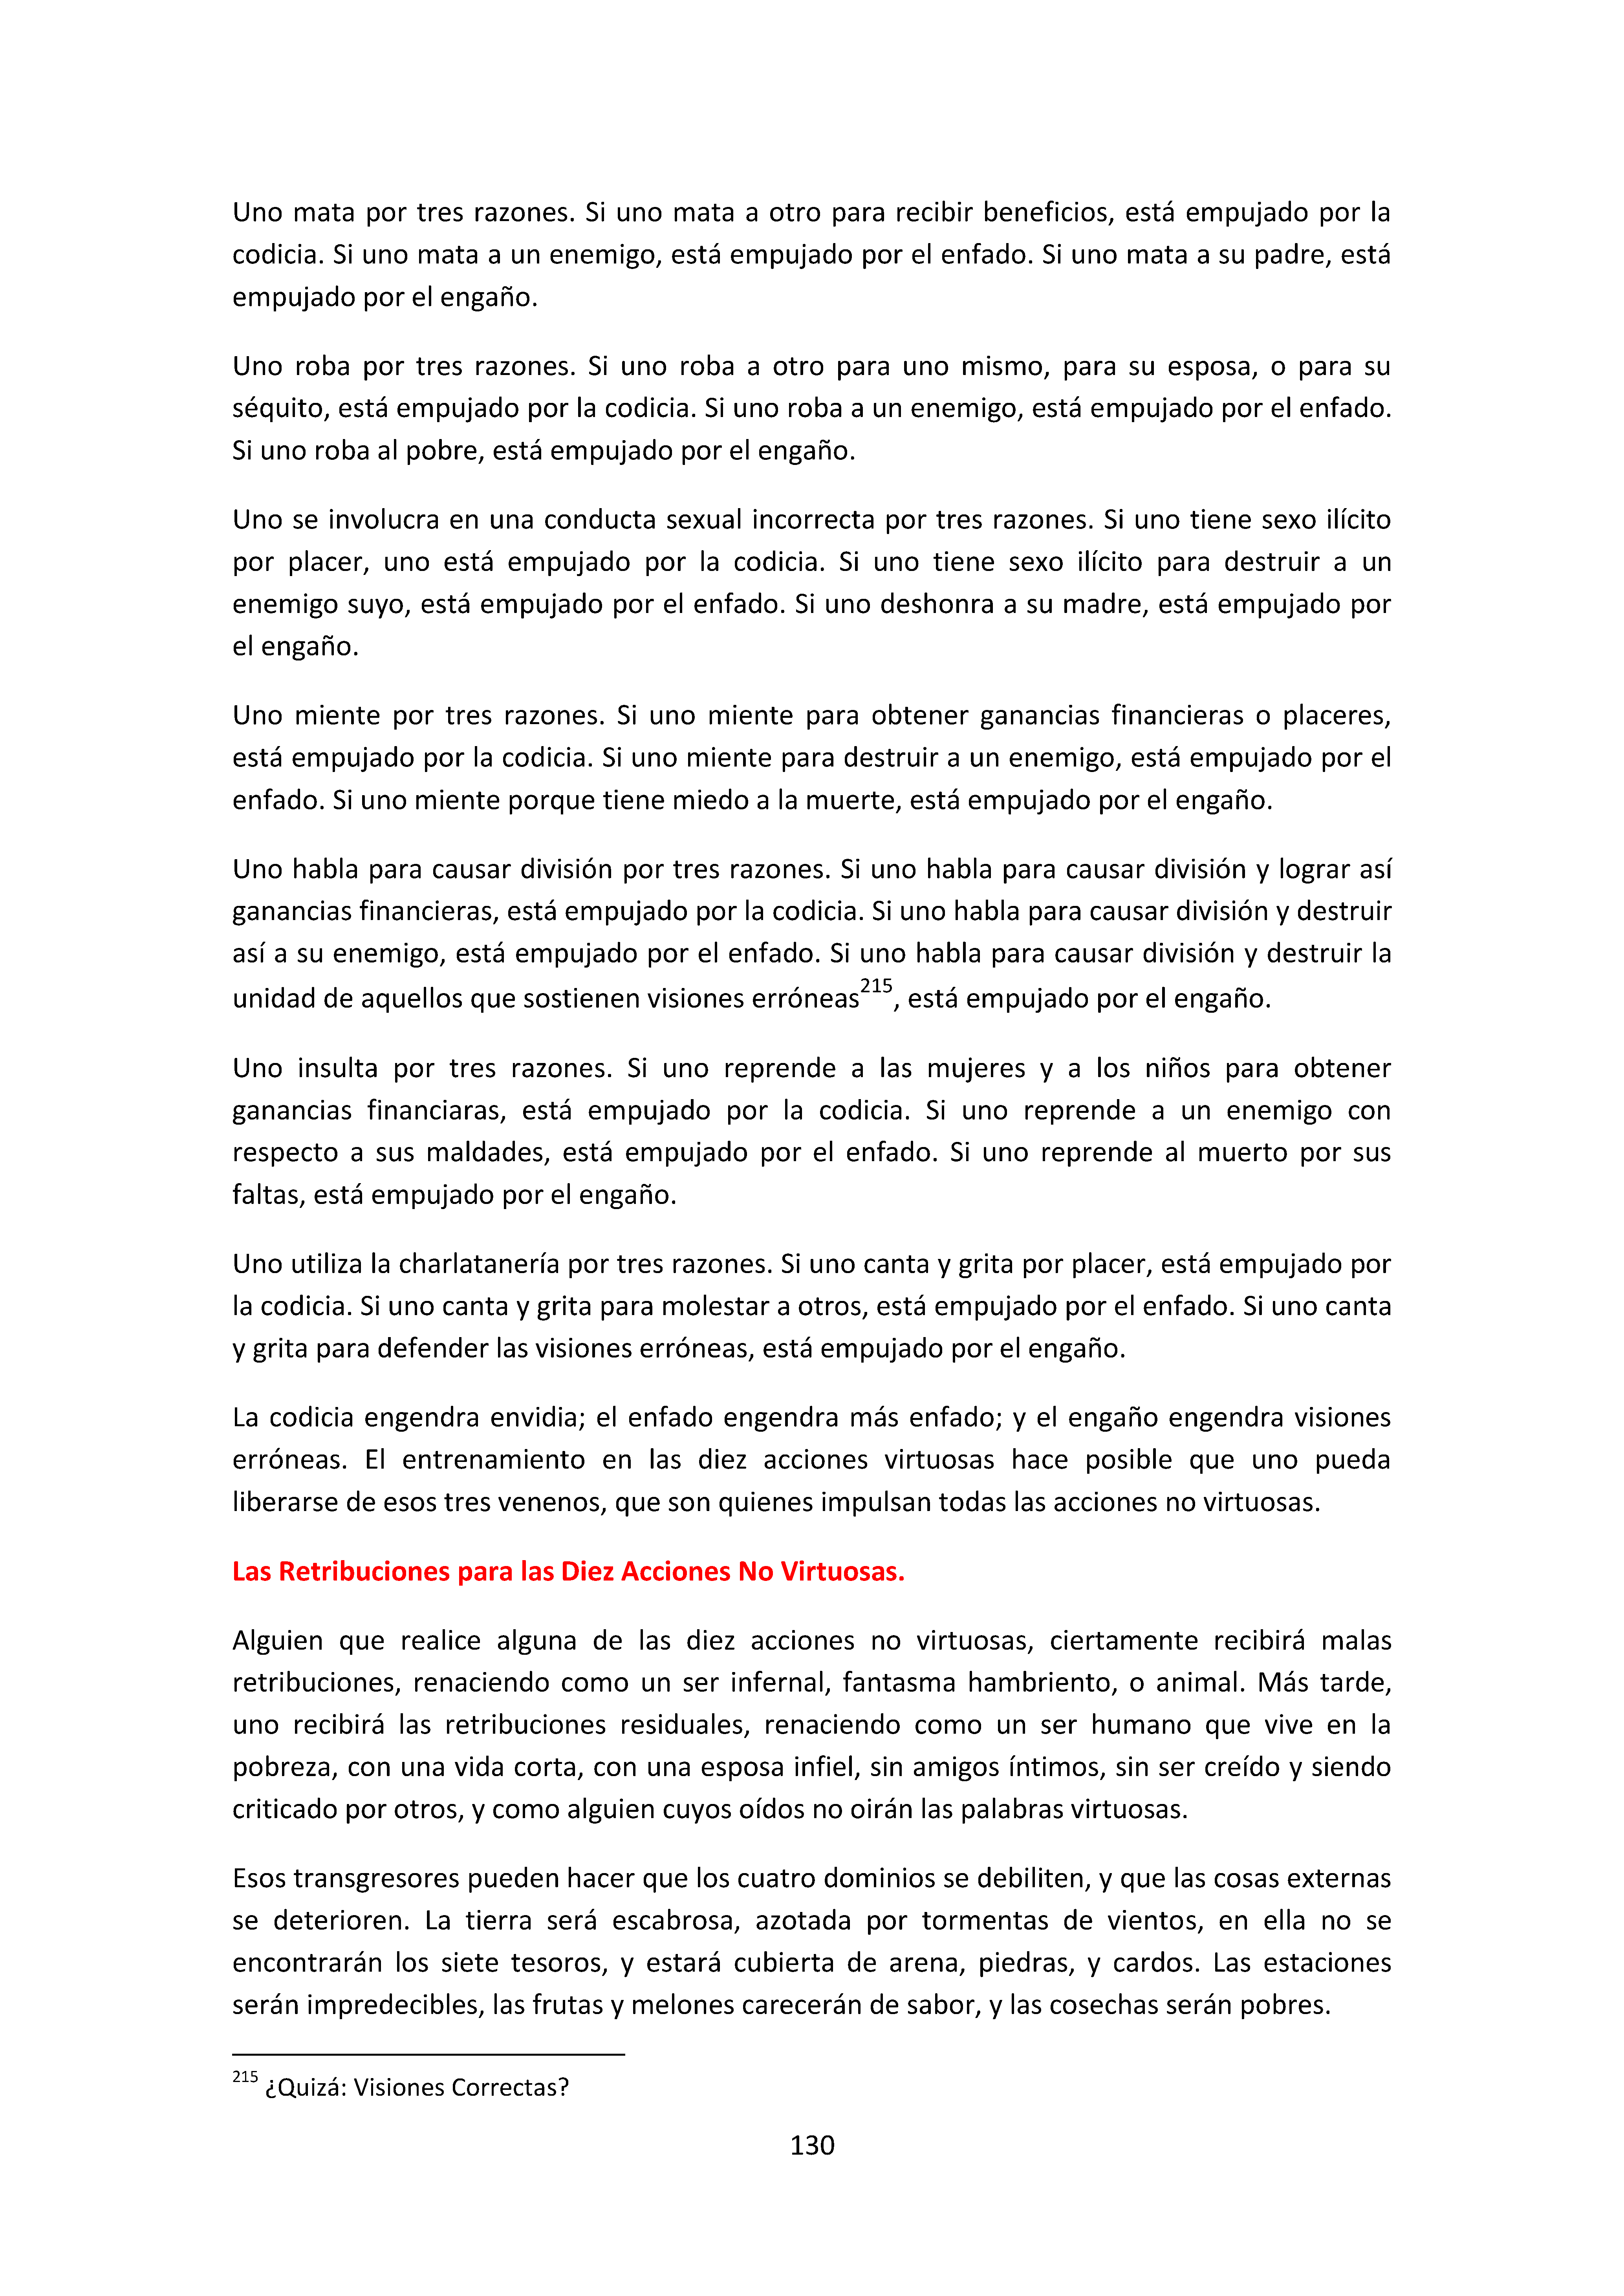 Uno mata por tres razones. Si uno mata a otro para recibir beneficios, está empujado por la
codicia. Si uno mata a un enemigo, está empujado por el enfado. Si uno mata a su padre, está
empujado por el engaño.
Uno roba por tres razones. Si uno roba a otro para uno mismo, para su esposa, o para su
séquito, está empujado por la codicia. Si uno roba a un enemigo, está empujado por el enfado.
Si uno roba al pobre, está empujado por el engaño.
Uno se involucra en una conducta sexual incorrecta por tres razones. Si uno tiene sexo ilícito
por placer, uno está empujado por la codicia. Si uno tiene sexo ilícito para destruir a un
enemigo suyo, está empujado por el enfado. Si uno deshonra a su madre, está empujado por
el engaño.
Uno miente por tres razones. Si uno miente para obtener ganancias financieras o placeres,
está empujado por la codicia. Si uno miente para destruir a un enemigo, está empujado por el
enfado. Si uno miente porque tiene miedo a la muerte, está empujado por el engaño.
Uno habla para causar división por tres razones. Si uno habla para causar división y lograr así
ganancias financieras, está empujado por la codicia. Si uno habla para causar división y destruir
así a su enemigo, está empujado por el enfado. Si uno habla para causar división y destruir la
unidad de aquellos que sostienen visiones erróneas215, está empujado por el engaño.
Uno insulta por tres razones. Si uno reprende a las mujeres y a los niños para obtener
ganancias financiaras, está empujado por la codicia. Si uno reprende a un enemigo con
respecto a sus maldades, está empujado por el enfado. Si uno reprende al muerto por sus
faltas, está empujado por el engaño.
Uno utiliza la charlatanería por tres razones. Si uno canta y grita por placer, está empujado por
la codicia. Si uno canta y grita para molestar a otros, está empujado por el enfado. Si uno canta
y grita para defender las visiones erróneas, está empujado por el engaño.
La codicia engendra envidia; el enfado engendra más enfado; y el engaño engendra visiones
erróneas. El entrenamiento en las diez acciones virtuosas hace posible que uno pueda
liberarse de esos tres venenos, que son quienes impulsan todas las acciones no virtuosas.
Las Retribuciones para las Diez Acciones No Virtuosas.
Alguien que realice alguna de las diez acciones no virtuosas, ciertamente recibirá malas
retribuciones, renaciendo como un ser infernal, fantasma hambriento, o animal. Más tarde,
uno recibirá las retribuciones residuales, renaciendo como un ser humano que vive en la
pobreza, con una vida corta, con una esposa infiel, sin amigos íntimos, sin ser creído y siendo
criticado por otros, y como alguien cuyos oídos no oirán las palabras virtuosas.
Esos transgresores pueden hacer que los cuatro dominios se debiliten, y que las cosas externas
se deterioren. La tierra será escabrosa, azotada por tormentas de vientos, en ella no se
encontrarán los siete tesoros, y estará cubierta de arena, piedras, y cardos. Las estaciones
serán impredecibles, las frutas y melones carecerán de sabor, y las cosechas serán pobres.
215 ¿Quizá: Visiones Correctas?
130